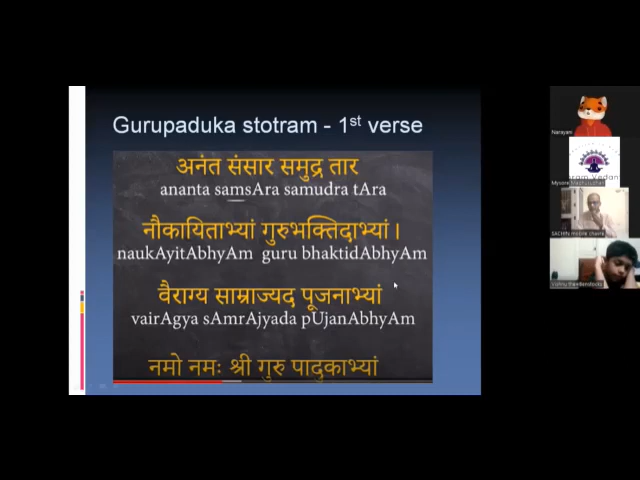 Gurupaduka stotram - 1st verse
अनंत संसार समुद्र तार
ananta samsAra samudra tAra
नौकायिताभ्यां गुरुभक्तिदाभ्यां ।
naukAyitAbhyAm guru bhaktidAbhyAm
वैराग्य साम्राज्यद पूजनाभ्यां
vairAgya sAmrAjyada pUjanAbhyAm
नमो नमः श्री गुरु पादुकाभ्यां
Narayam